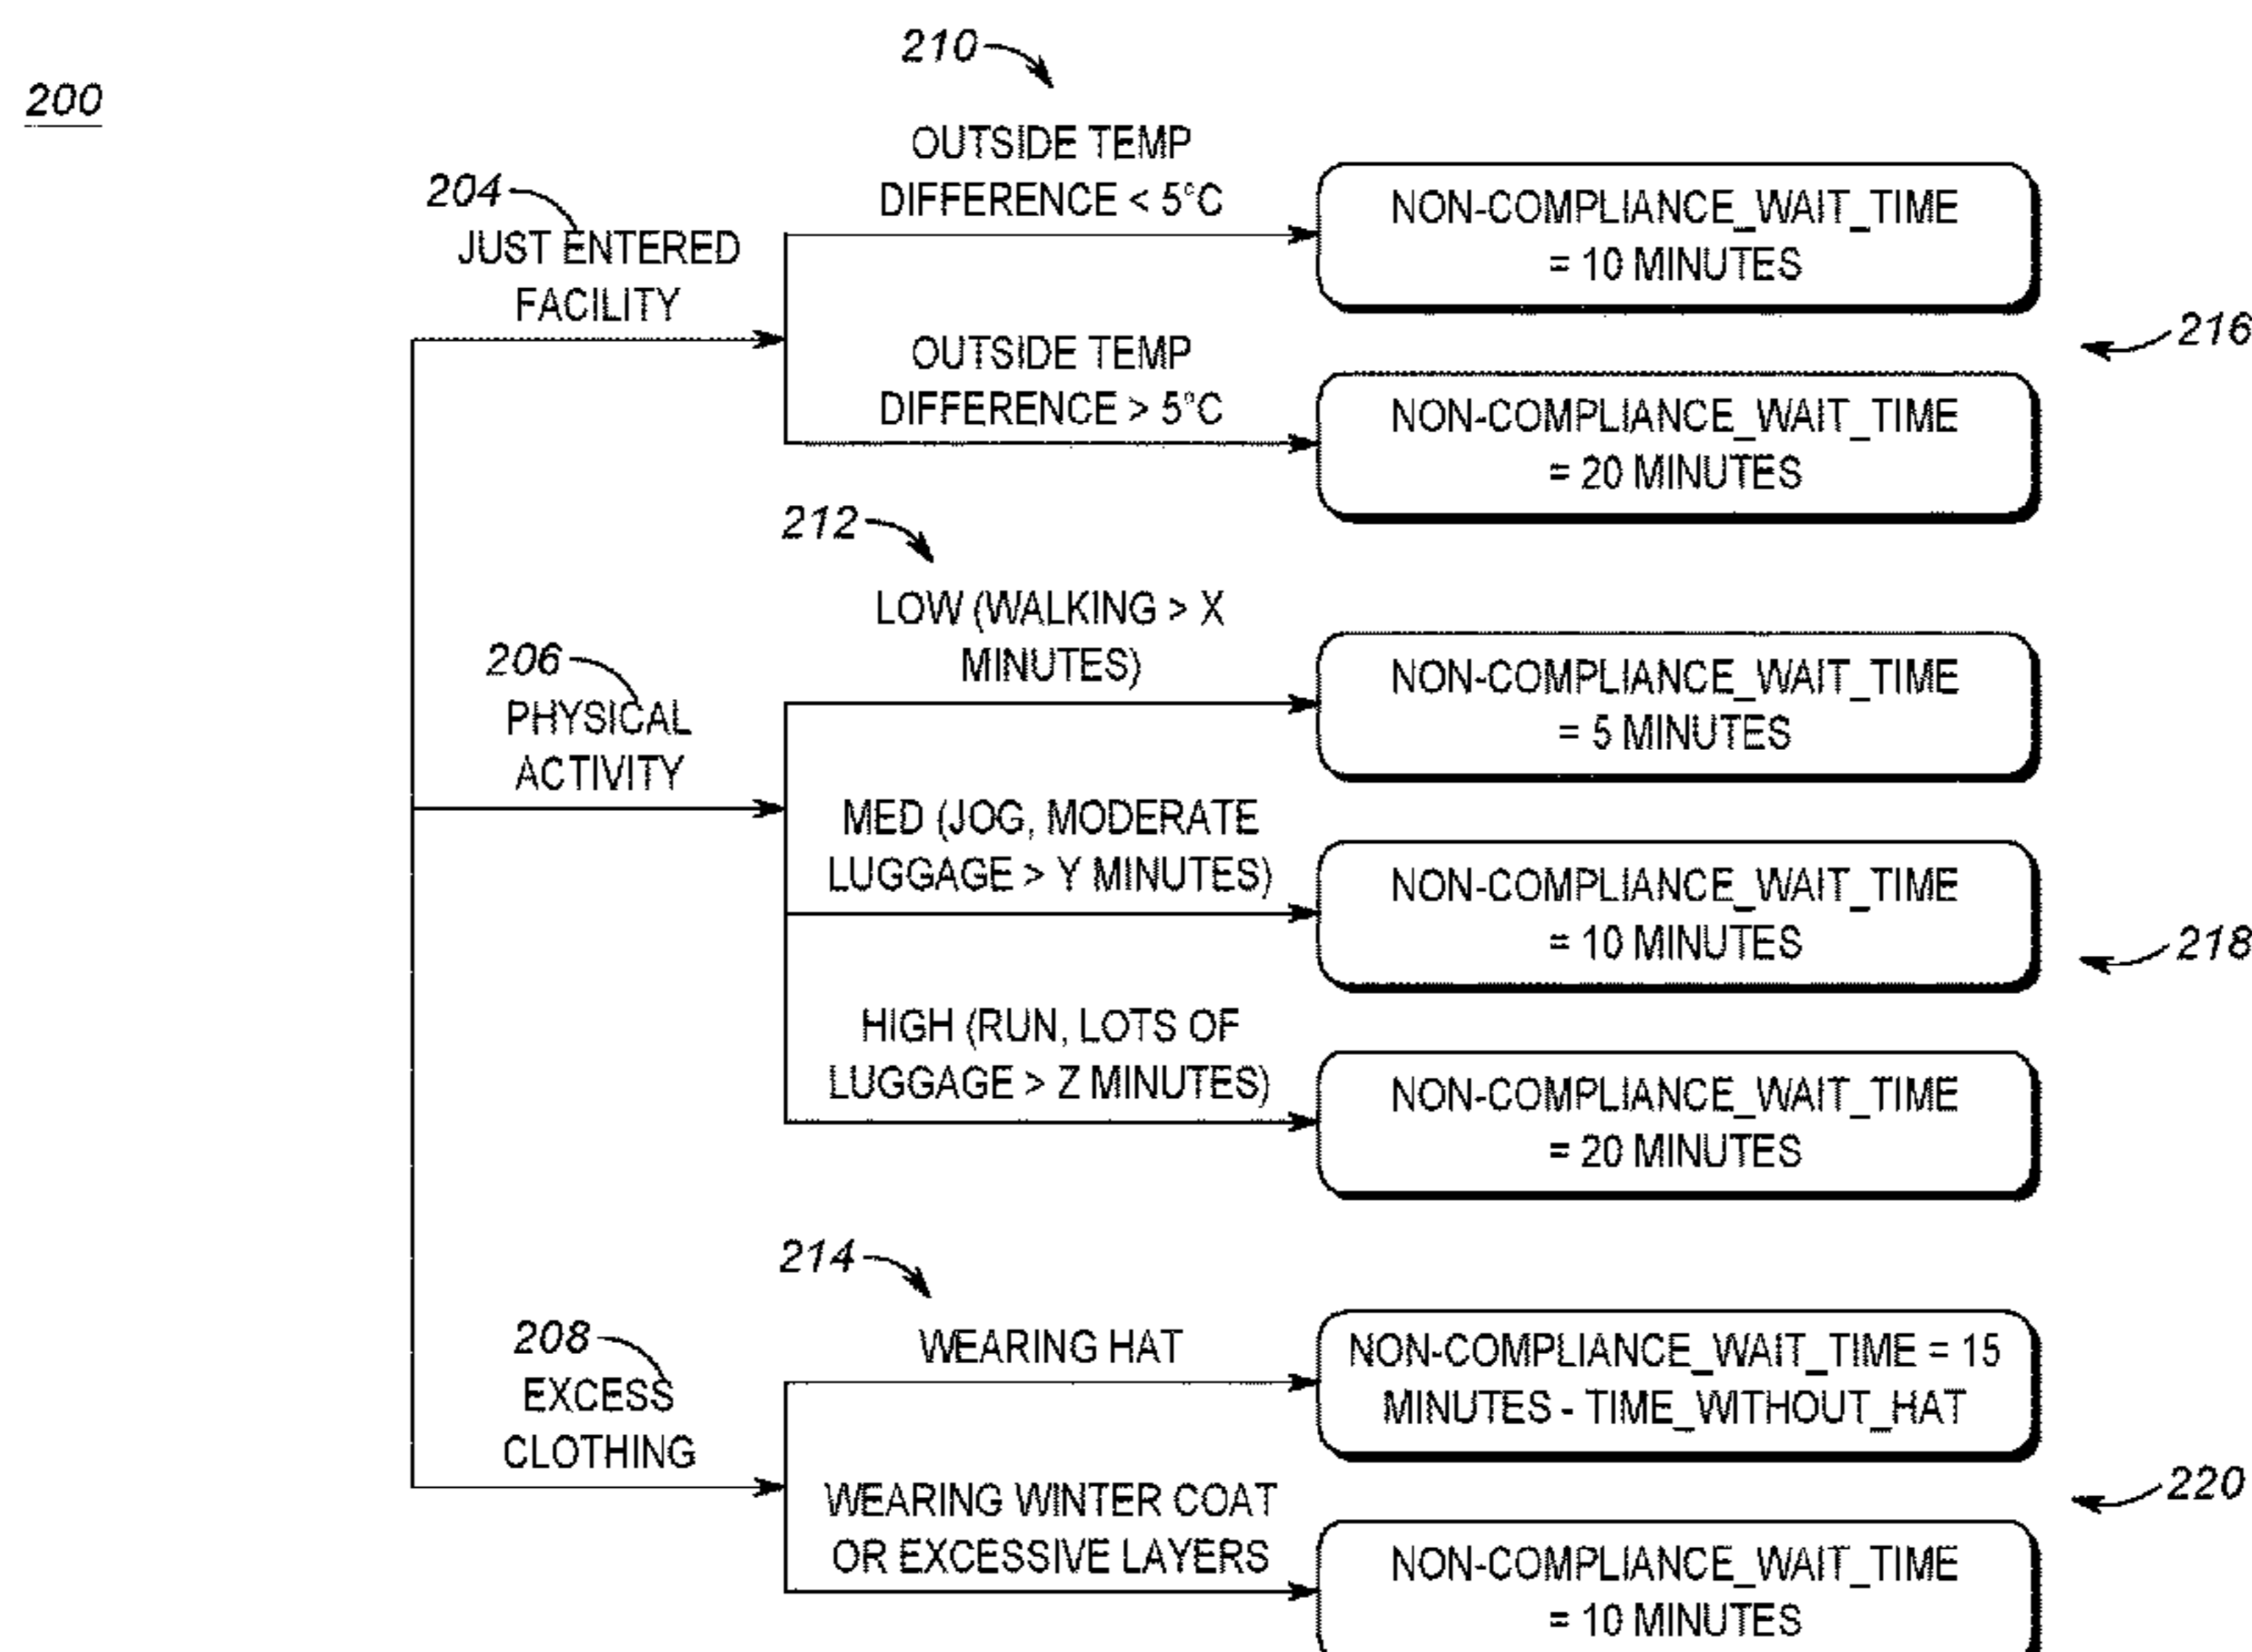 200
210
OUTSIDE TEMP
DIFFERENCE < 5°C
204
JUST ENTERED
FACILITY
NON-COMPLIANCE_WAIT_TIME
= 10 MINUTES
216
OUTSIDE TEMP
DIFFERENCE > 5°C
NON-COMPLIANCE_WAIT_TIME
= 20 MINUTES
212
LOW (WALKING > X
MINUTES)
206
PHYSICAL
ACTIVITY
NON-COMPLIANCE_WAIT_TIME
= 5 MINUTES
MED (JOG, MODERATE
LUGGAGE > Y MINUTES)
NON-COMPLIANCE_WAIT_TIME
= 10 MINUTES
218
HIGH (RUN, LOTS OF
LUGGAGE > Z MINUTES)
NON-COMPLIANCE_WAIT_TIME
= 20 MINUTES
214
WEARING HAT
208
EXCESS
CLOTHING
NON-COMPLIANCE_WAIT_TIME = 15
MINUTES - TIME_WITHOUT_HAT
220
WEARING WINTER COAT
OR EXCESSIVE LAYERS
NON-COMPLIANCE_WAIT_TIME
= 10 MINUTES